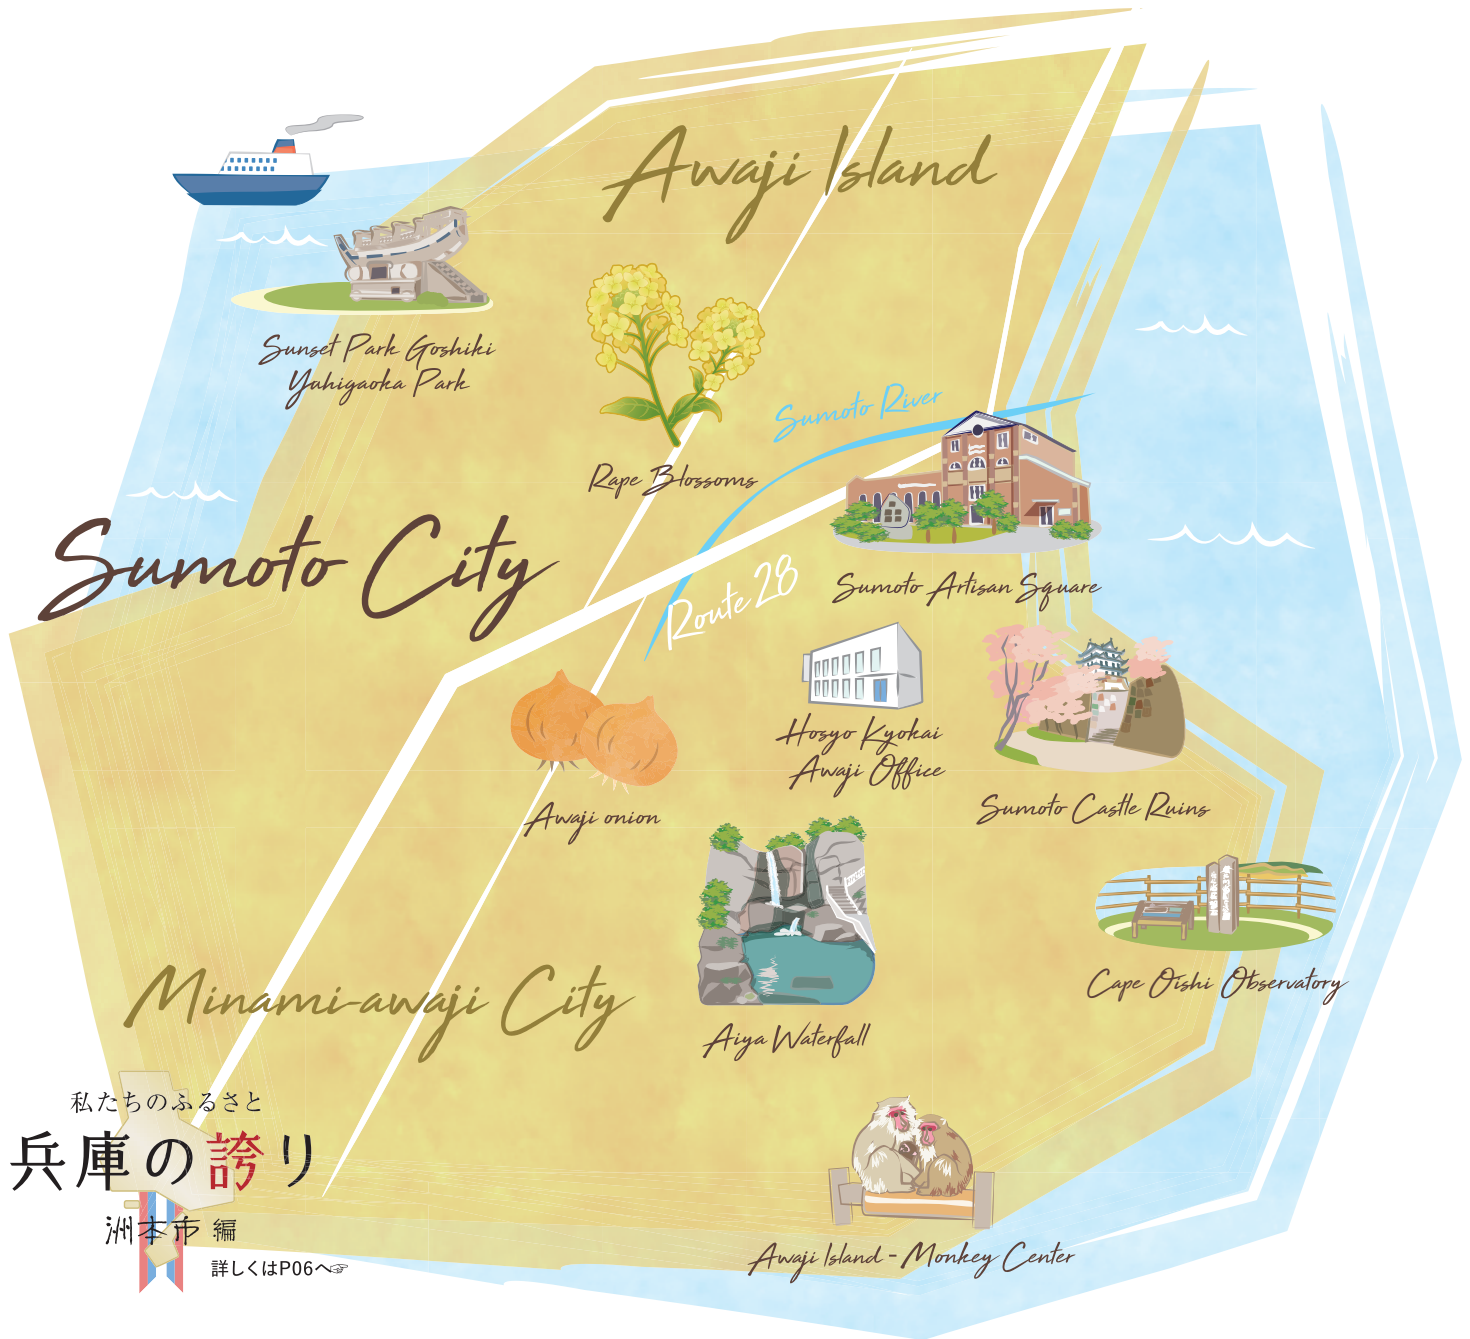 Awaji Island
Sunset Park Goshiki
Yuhigaoka Park
Sumoto River
Rape Blossoms
Sumoto City
Route 28
Sumoto Artisan Square
Hosyo Kyokai
Awaji Office
Sumoto Castle Ruins
Awaji onion
Minami-awaji City
Aiya Waterfall
Cape Oishi Observatory
私たちのふるさと
兵庫の誇り
洲本市 編
詳しくはP06へ☞
Awaji Island - Monkey Center